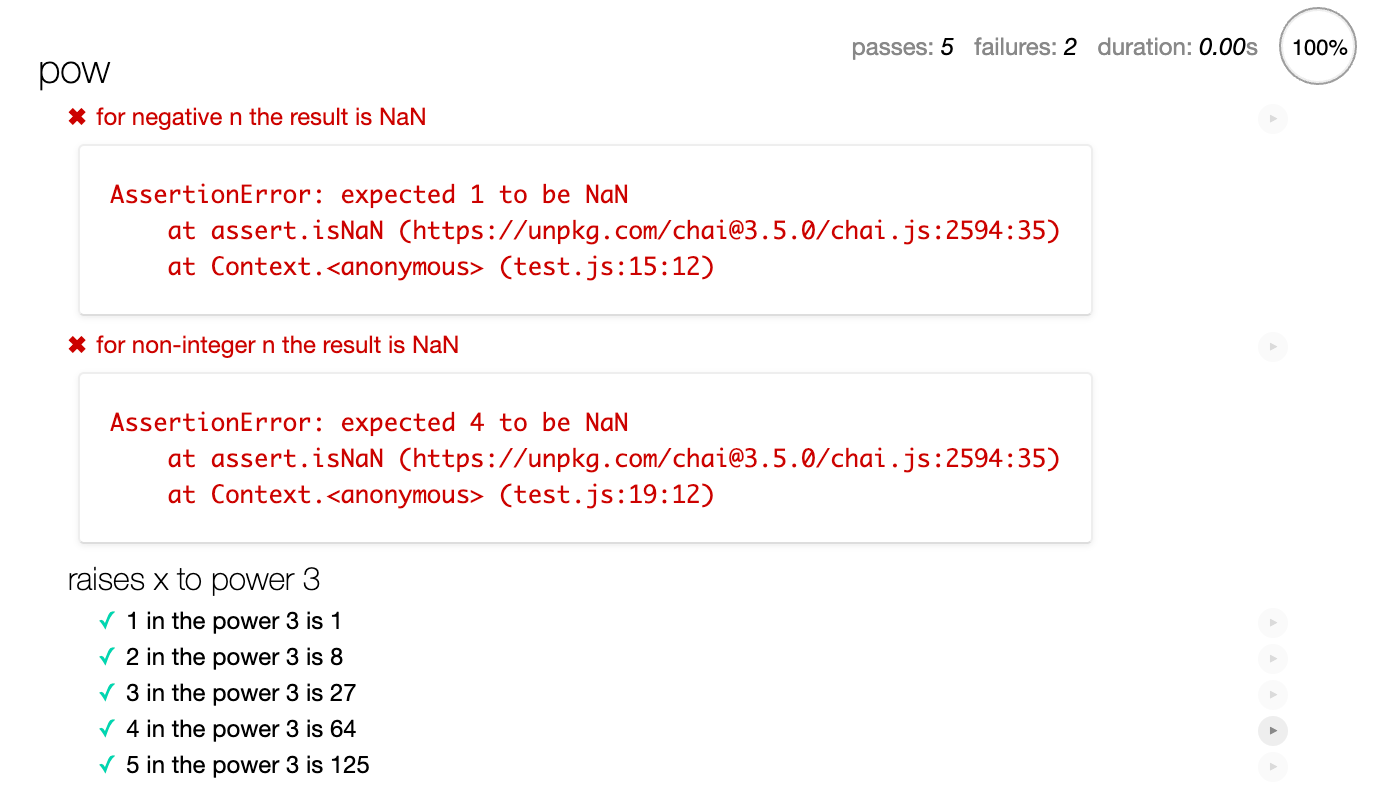 passes: 5 failures: 2 duration: 0.00s 100%
pow
✖ for negative n the result is NaN
AssertionError: expected 1 to be NaN
at assert.isNaN (https://unpkg.com/chai@3.5.0/chai.js:2594:35)
at Context.<anonymous> (test.js:15:12)
✖ for non-integer n the result is NaN
AssertionError: expected 4 to be NaN
at assert.isNaN (https://unpkg.com/chai@3.5.0/chai.js:2594:35)
at Context.<anonymous> (test.js:19:12)
raises x to power 3
✓ 1 in the power 3 is 1
✓ 2 in the power 3 is 8
✓ 3 in the power 3 is 27
✓ 4 in the power 3 is 64
✓ 5 in the power 3 is 125